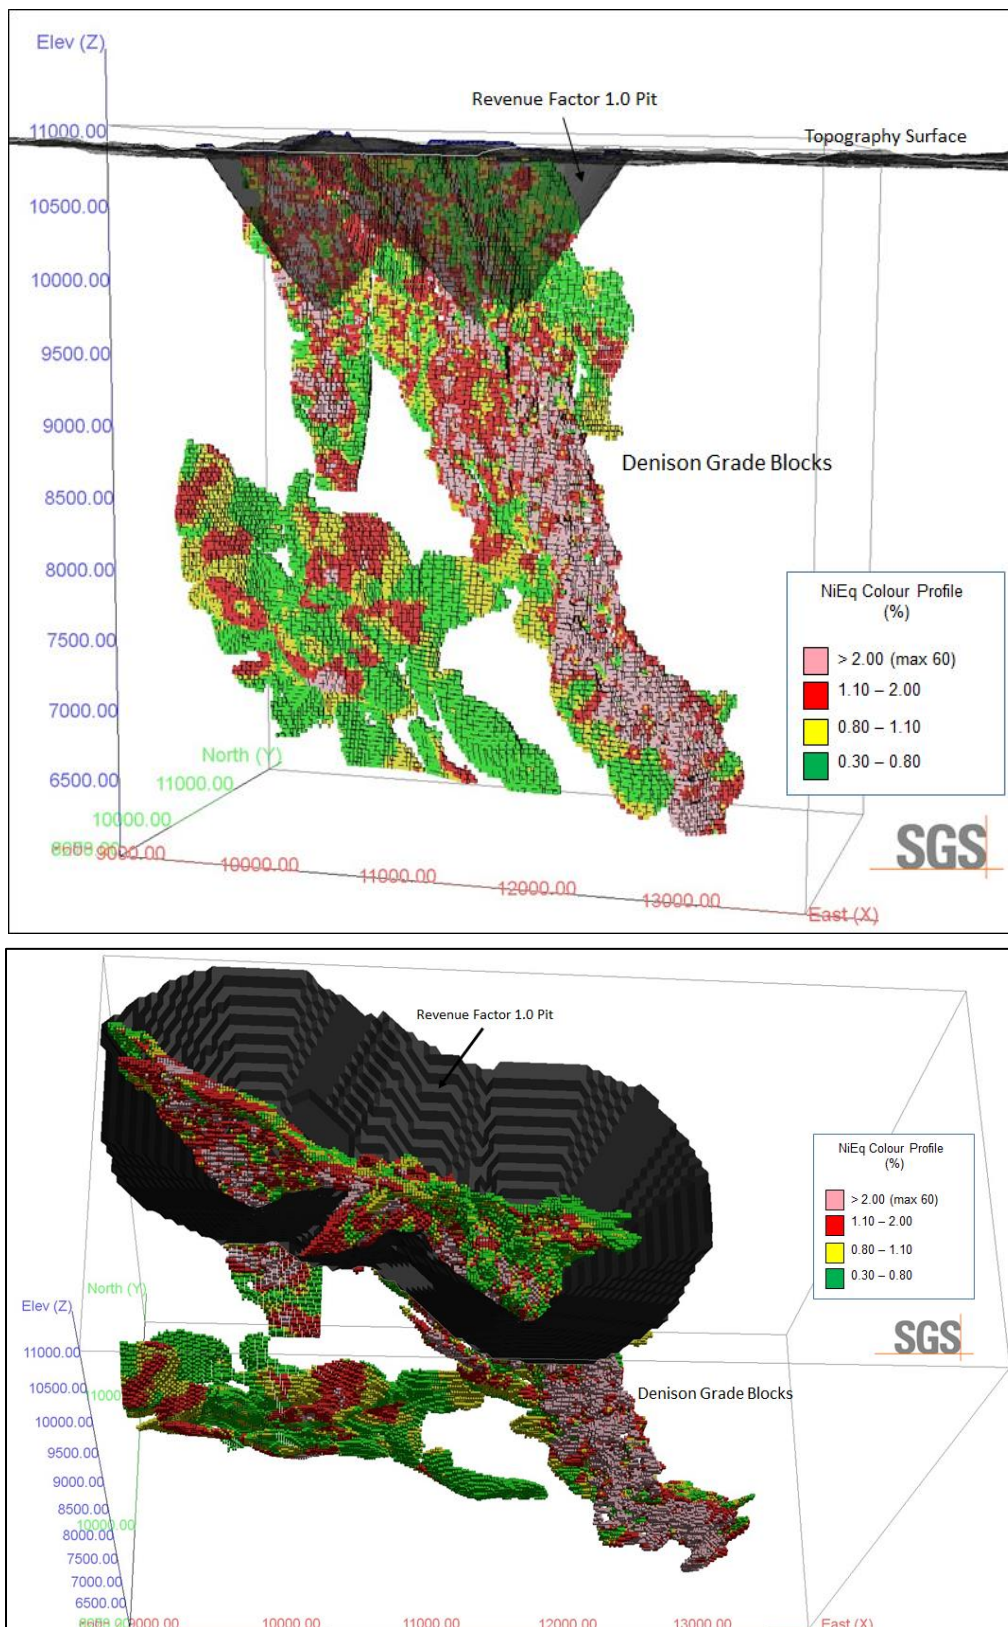 Elev (Z)
Revenue Factor 1.0 Pit
11000.00
Topography Surface
10500.00
10000.00
9500.00
9000.00
Denison Grade Blocks
8500.00
8000.00
NiEq Colour Profile
(%)
7500.00
> 2.00 (max 60)
1.10 – 2.00
7000.00
0.80 – 1.10
North (Y)
0.30 – 0.80
6500.00
11000.00
10000.00
9000.00
10000.00
11000.00
12000.00
13000.00
East (X)
SGS
Revenue Factor 1.0 Pit
NiEq Colour Profile
(%)
> 2.00 (max 60)
1.10 – 2.00
0.80 – 1.10
0.30 – 0.80
North (Y)
Elev (Z)
SGS
11000.00
10500.00
Denison Grade Blocks
10000.00
9500.00
9000.00
8500.00
10000.00
8000.00
7500.00
7000.00
6500.00
10000.00
11000.00
12000.00
13000.00
East (X)